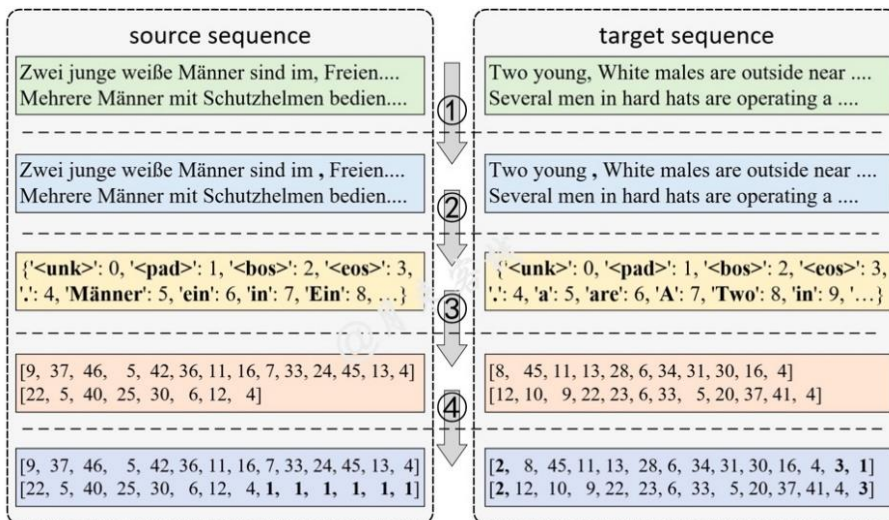 source sequence
Zwei junge weiße Männer sind im, Freien....
Mehrere Männer mit Schutzhelmen bedien....
①
Zwei junge weiße Männer sind im , Freien....
Mehrere Männer mit Schutzhelmen bedien....
②
{'<unk>': 0, '<pad>': 1, '<bos>': 2, '<eos>': 3,
'.': 4, 'Männer': 5, 'ein': 6, 'in': 7, 'Ein': 8, ...}
③
[9, 37, 46, 5, 42, 36, 11, 16, 7, 33, 24, 45, 13, 4]
[22, 5, 40, 25, 30, 6, 12, 4]
④
[9, 37, 46, 5, 42, 36, 11, 16, 7, 33, 24, 45, 13, 4]
[22, 5, 40, 25, 30, 6, 12, 4, 1, 1, 1, 1, 1, 1]
target sequence
Two young, White males are outside near ....
Several men in hard hats are operating a ....
Two young , White males are outside near ....
Several men in hard hats are operating a ....
{'<unk>': 0, '<pad>': 1, '<bos>': 2, '<eos>': 3,
'.': 4, 'a': 5, 'are': 6, 'A': 7, 'Two': 8, 'in': 9, '...}
[8, 45, 11, 13, 28, 6, 34, 31, 30, 16, 4]
[12, 10, 9, 22, 23, 6, 33, 5, 20, 37, 41, 4]
[2, 8, 45, 11, 13, 28, 6, 34, 31, 30, 16, 4, 3, 1]
[2, 12, 10, 9, 22, 23, 6, 33, 5, 20, 37, 41, 4, 3]